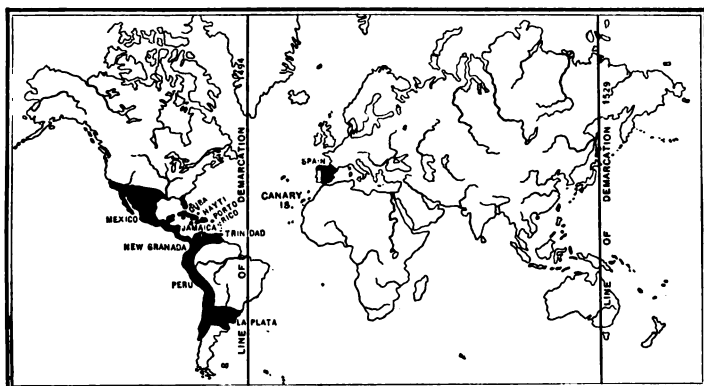 LINE OF DEMARCATION 1494
SPAIN
CANARY
IS.
CUBA
HAYTI
PORTO
RICO
JAMAICA
MEXICO
TRINIDAD
NEW GRANADA
PERU
LA PLATA
LINE OF DEMARCATION 1529